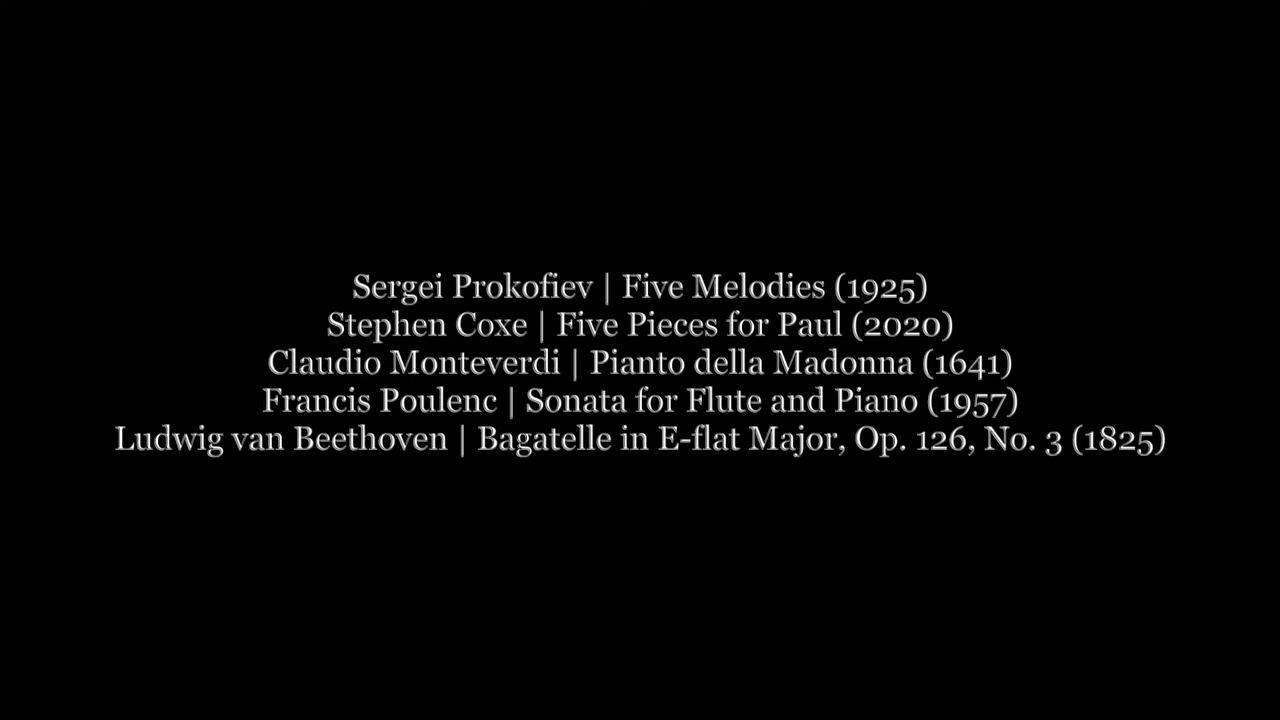 Sergei Prokofiev | Five Melodies (1925)
Stephen Coxe | Five Pieces for Paul (2020)
Claudio Monteverdi | Pianto della Madonna (1641)
Francis Poulenc | Sonata for Flute and Piano (1957)
Ludwig van Beethoven | Bagatelle in E-flat Major, Op. 126, No. 3 (1825)